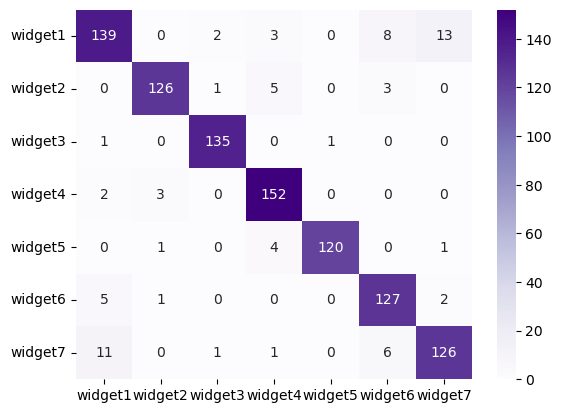 widget1 139 0 2 3 0 8 13
widget2 0 126 1 5 0 3 0
widget3 1 0 135 0 1 0 0
widget4 2 3 0 152 0 0 0
widget5 0 1 0 4 120 0 1
widget6 5 1 0 0 0 127 2
widget7 11 0 1 1 0 6 126
widget1 widget2 widget3 widget4 widget5 widget6 widget7
140
120
100
80
60
40
20
0